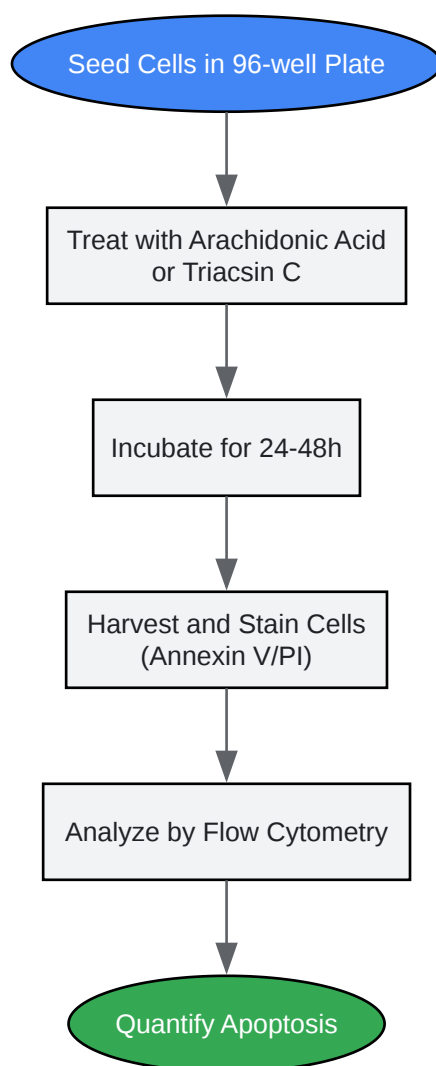 Seed Cells in 96-well Plate
Treat with Arachidonic Acid
or Triacsin C
Incubate for 24-48h
Harvest and Stain Cells
(Annexin V/PI)
Analyze by Flow Cytometry
Quantify Apoptosis